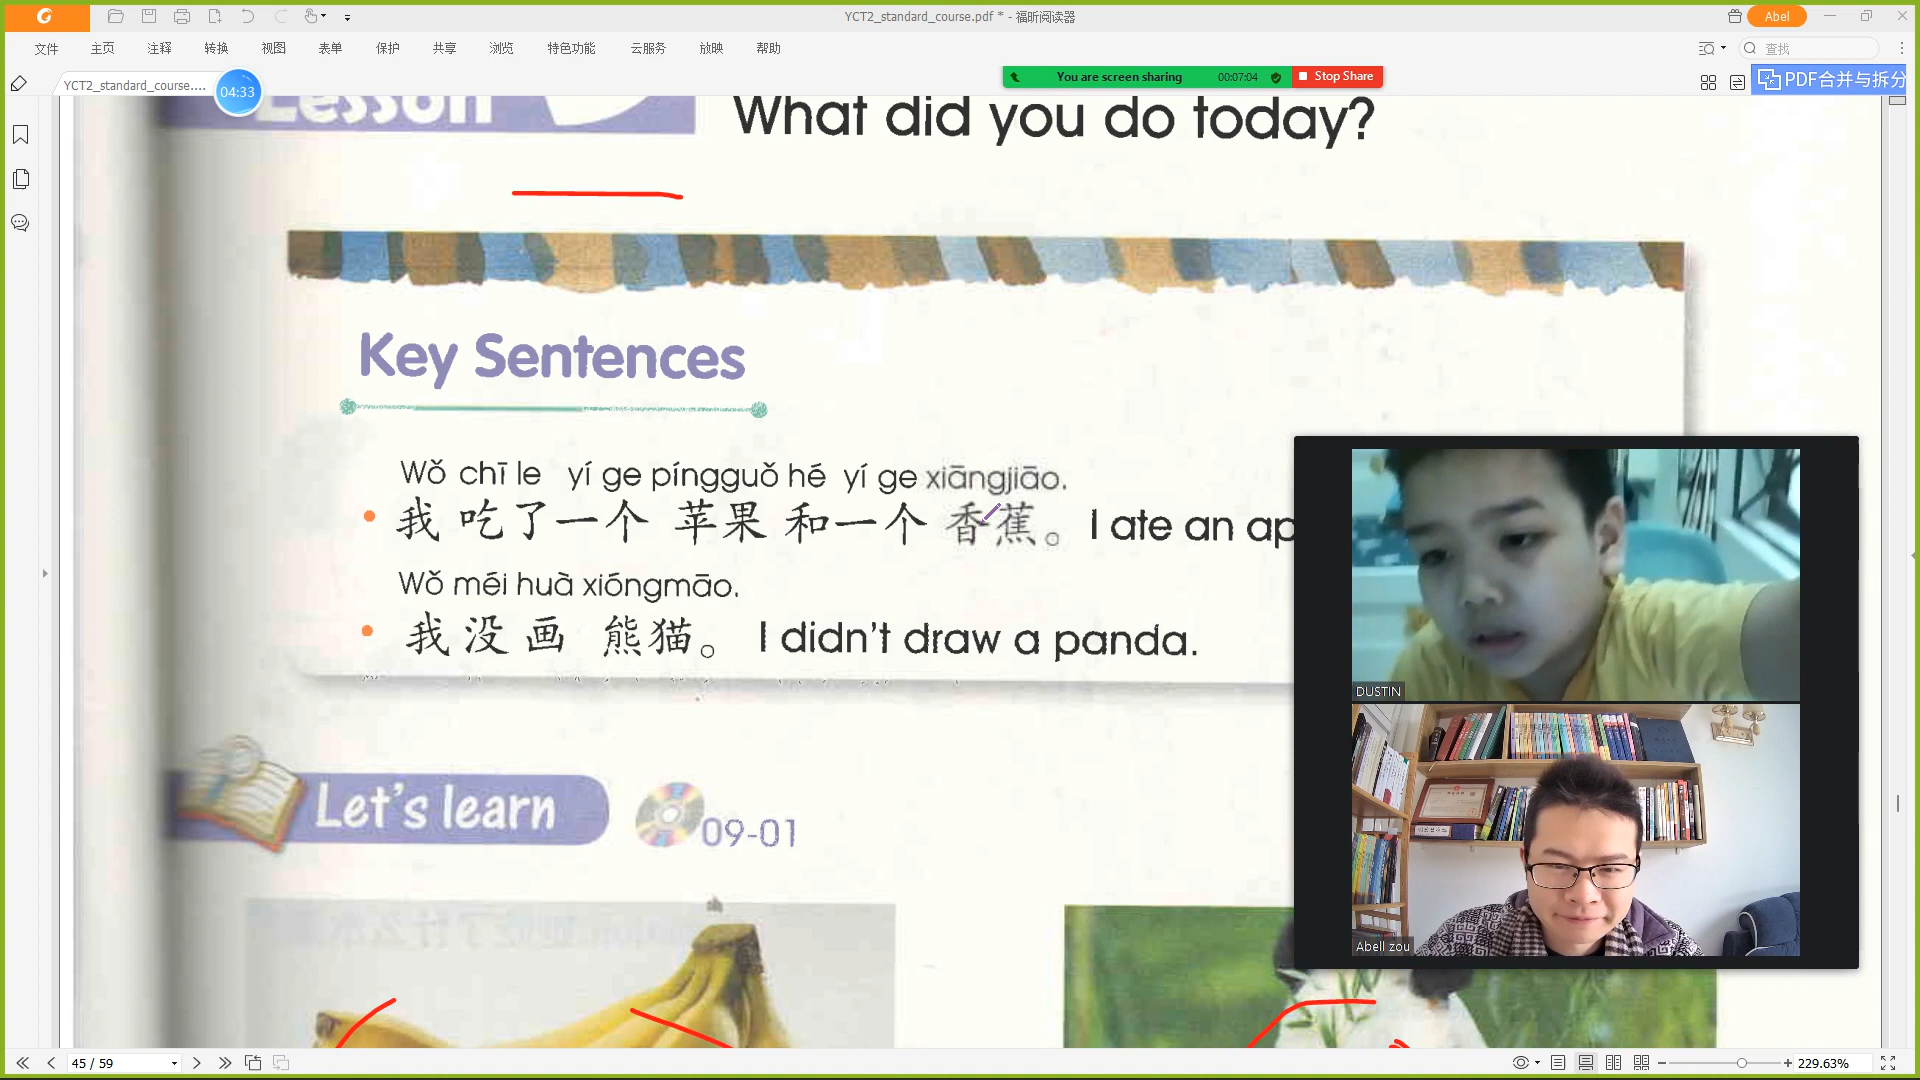 YCT2_standard_course.pdf * - 福昕阅读器
Abel
文件 主页 注释 转换 视图 表单 保护 共享 浏览 特色功能 云服务 放映 帮助
查找
YCT2_standard_course....
04:33
You are screen sharing 00:07:04 Stop Share
PDF合并与拆分
Lesson
What did you do today?
Key Sentences
Wǒ chī le yí ge píngguǒ hé yí ge xiāngjiāo.
我吃了一个 苹果 和一个 香蕉。 I ate an ap
Wǒ méi huà xióngmāo.
我 没 画 熊猫。 I didn't draw a panda.
DUSTIN
Let's learn
09-01
Abell zou
45 / 59
229.63%